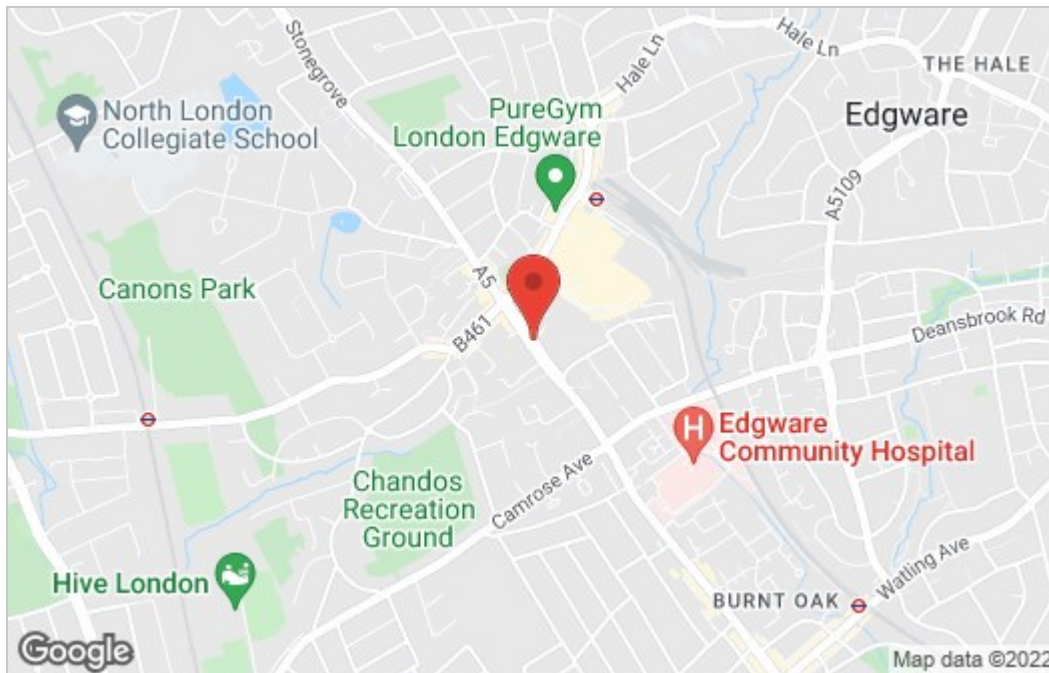 Stonegrove
Hale Ln
Hale Ln
THE HALE
North London
Collegiate School
PureGym
London Edgware
Edgware
A5109
A5
Canons Park
B461
Deansbrook Rd
Edgware
Community Hospital
Chandos
Recreation
Ground
Camrose Ave
Hive London
BURNT OAK
Watling Ave
H
Google
Map data ©2022